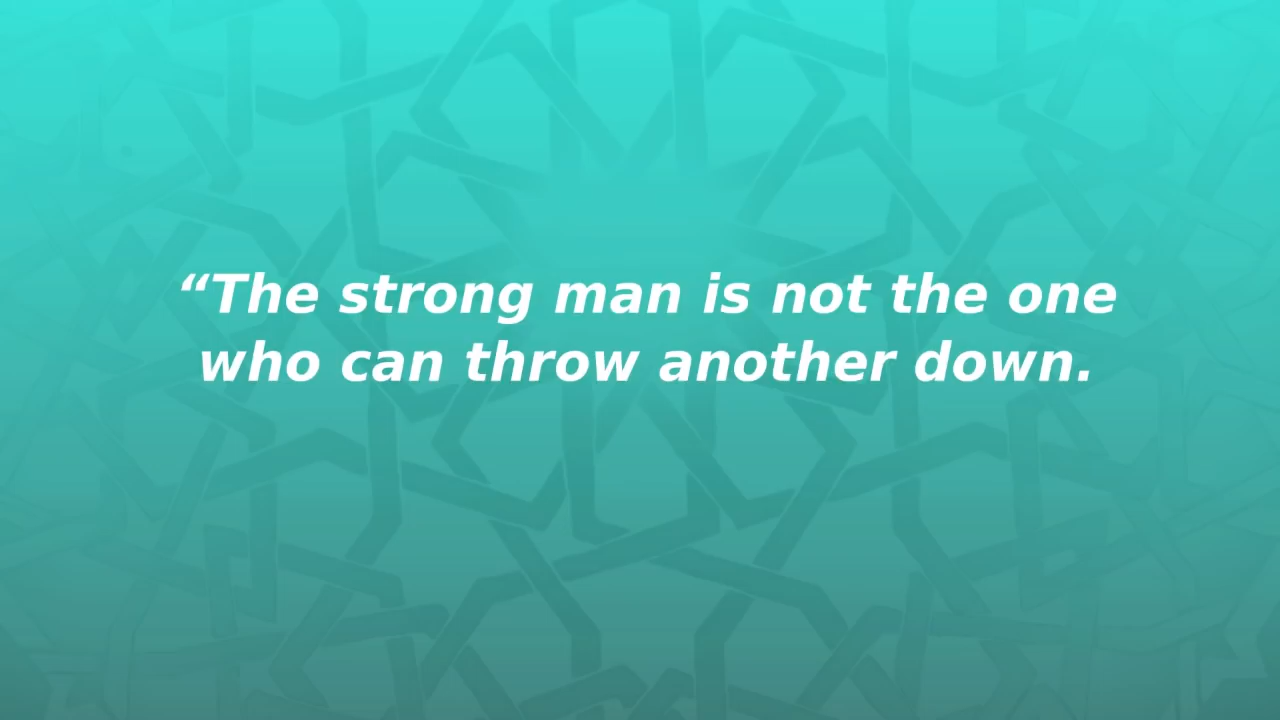 “The strong man is not the one
who can throw another down.